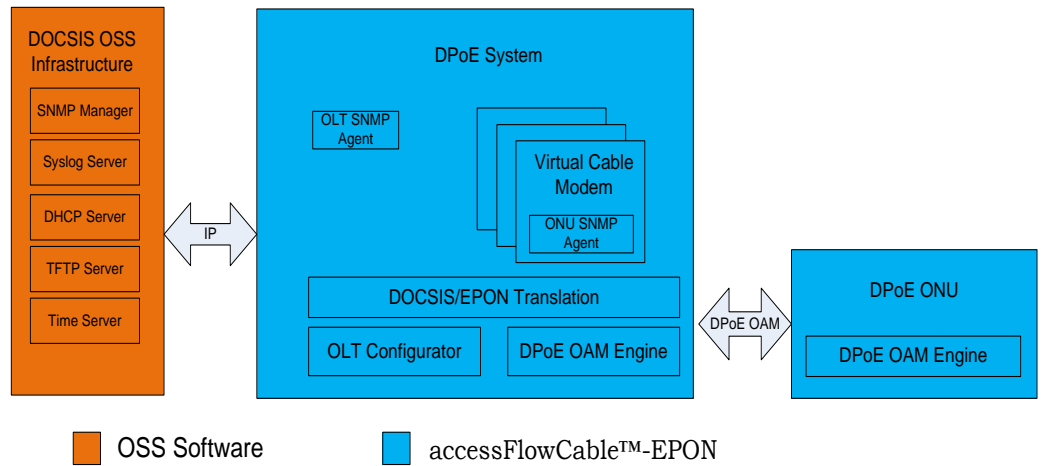 DOCSIS OSS
Infrastructure
SNMP Manager
Syslog Server
DHCP Server
TFTP Server
Time Server
IP
DPoE System
OLT SNMP
Agent
Virtual Cable
Modem
ONU SNMP
Agent
DOCSIS/EPON Translation
OLT Configurator
DPoE OAM Engine
DPoE OAM
DPoE ONU
DPoE OAM Engine
OSS Software
accessFlowCable™-EPON